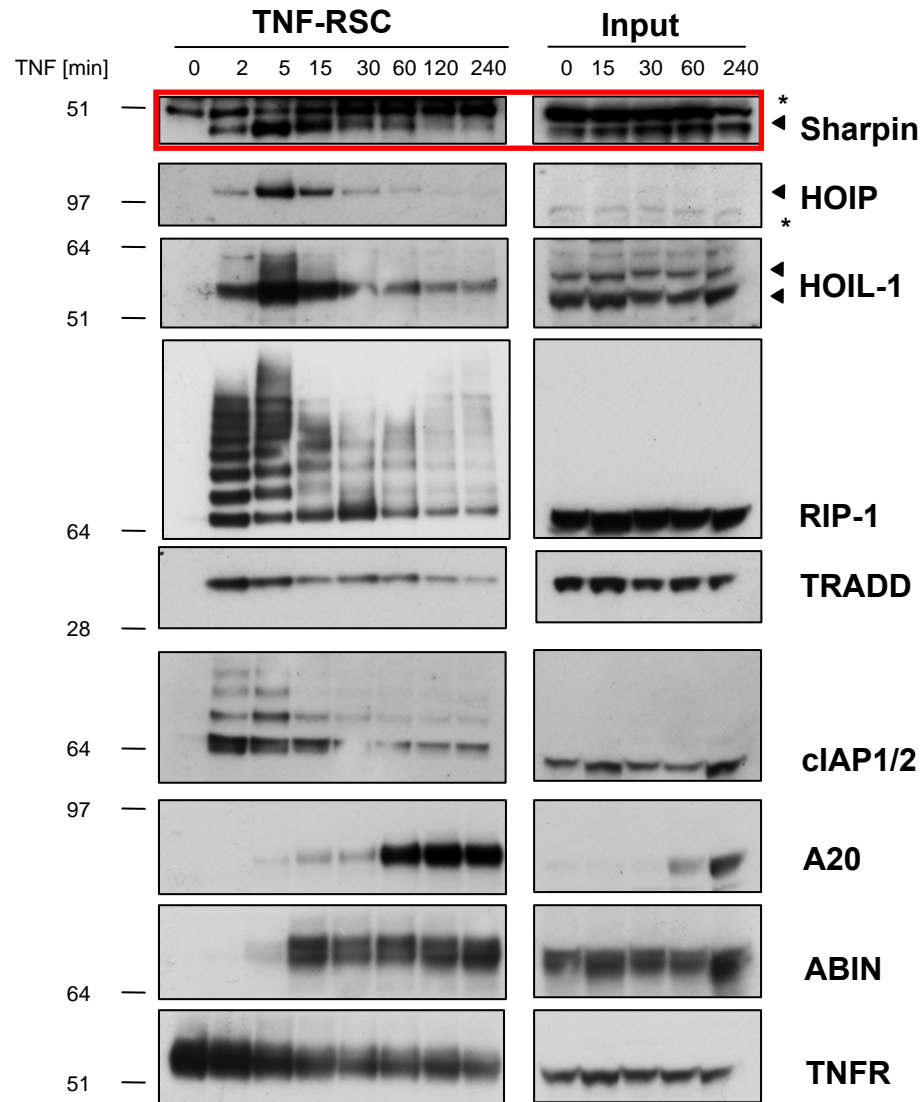 TNF-RSC Input
TNF [min] 0 2 5 15 30 60 120 240 0 15 30 60 240
51 * Sharpin
97 HOIP *
64
51 HOIL-1
64 RIP-1
TRADD
28
64 cIAP1/2
97
A20
64 ABIN
51 TNFR